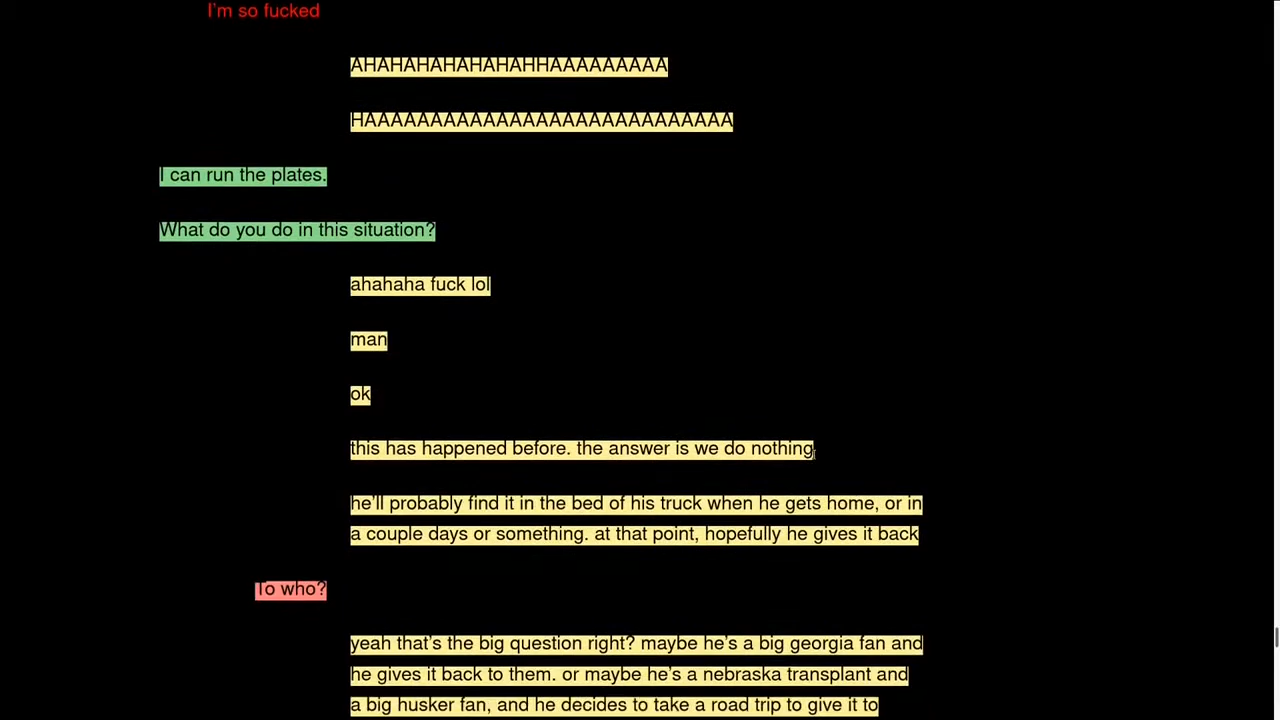 I'm so fucked
AHAHAHAHAHAHAHHAAAAAAAAA
HAAAAAAAAAAAAAAAAAAAAAAAAAAAA
I can run the plates.
What do you do in this situation?
ahahaha fuck lol
man
ok
this has happened before. the answer is we do nothing
he'll probably find it in the bed of his truck when he gets home, or in
a couple days or something. at that point, hopefully he gives it back
To who?
yeah that's the big question right? maybe he's a big georgia fan and
he gives it back to them. or maybe he's a nebraska transplant and
a big husker fan, and he decides to take a road trip to give it to